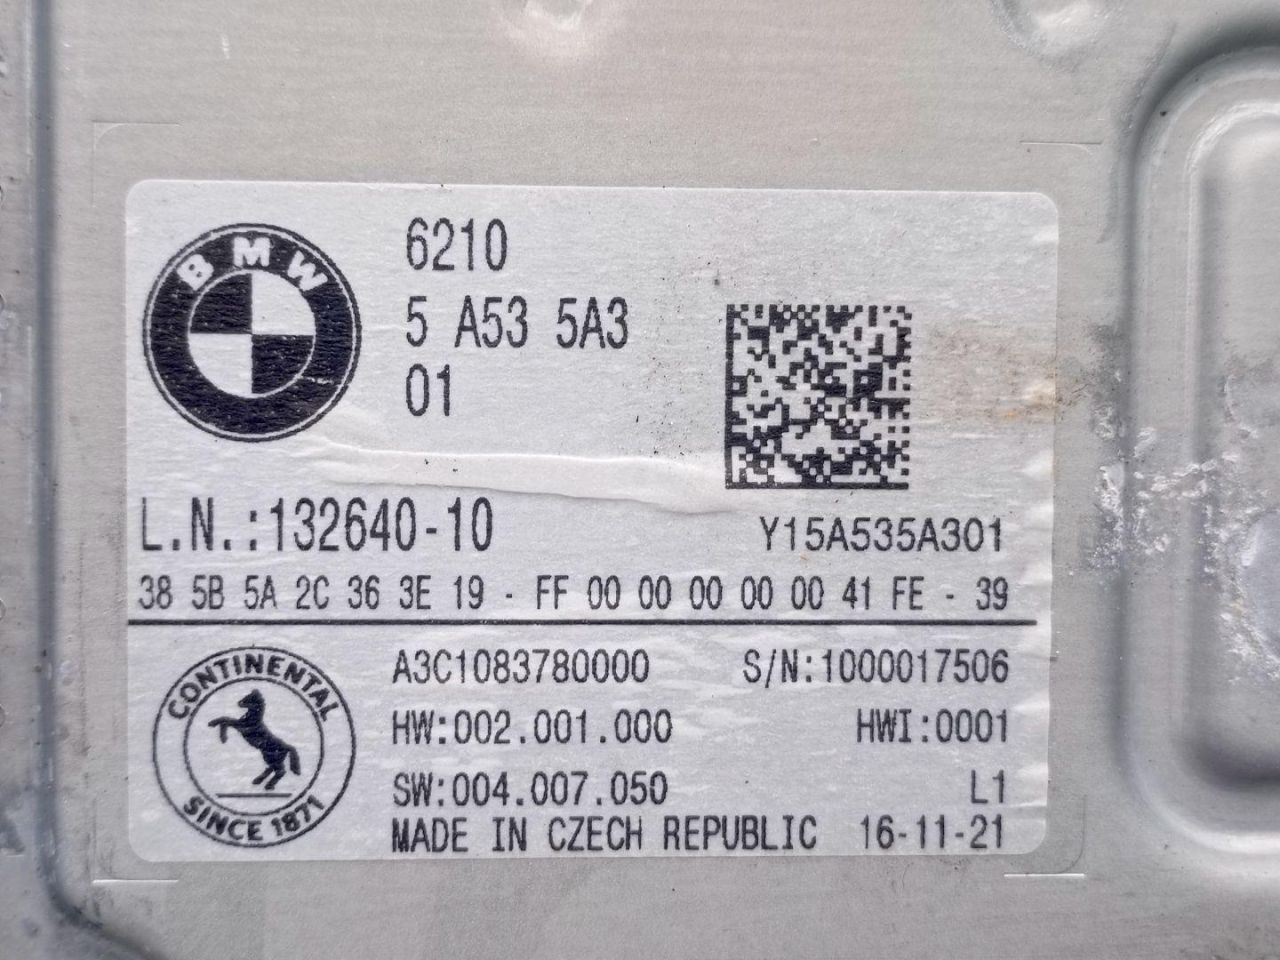 BMW
6210
5 A53 5A3
01
L.N.:132640-10
Y15A535A301
38 5B 5A 2C 36 3E 19 - FF 00 00 00 00 00 41 FE - 39
CONTINENTAL
SINCE 1871
A3C1083780000 S/N:1000017506
HW:002.001.000 HWI:0001
SW:004.007.050 L1
MADE IN CZECH REPUBLIC 16-11-21